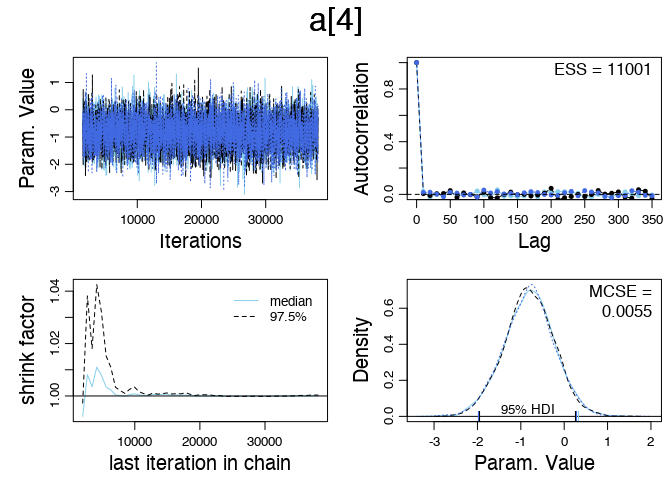 a[4]
Param. Value
1
0
-1
-2
-3
10000 20000 30000
Iterations
Autocorrelation
0.0 0.4 0.8
ESS = 11001
0 50 100 150 200 250 300 350
Lag
shrink factor
1.00 1.02 1.04
median
97.5%
10000 20000 30000
last iteration in chain
Density
0.0 0.2 0.4 0.6
MCSE =
0.0055
95% HDI
-3 -2 -1 0 1 2
Param. Value